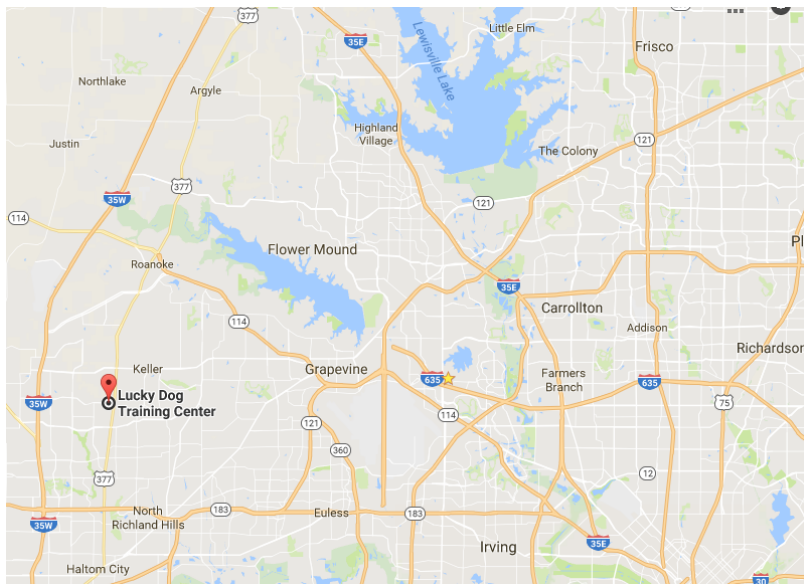 377
35E
Little Elm
Frisco
Lewisville Lake
Northlake
Argyle
Highland
Village
Justin
121
The Colony
377
35W
121
114
Pl
Flower Mound
Roanoke
35E
Carrollton
114
Addison
Richardson
Keller
Grapevine
635
Farmers
Branch
635
Lucky Dog
Training Center
35W
75
114
121
360
377
12
North
Richland Hills
183
Euless
183
35W
35E
Irving
Haltom City
30